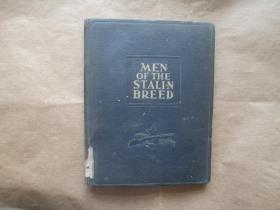 MEN
OF THE
STALIN
BREED